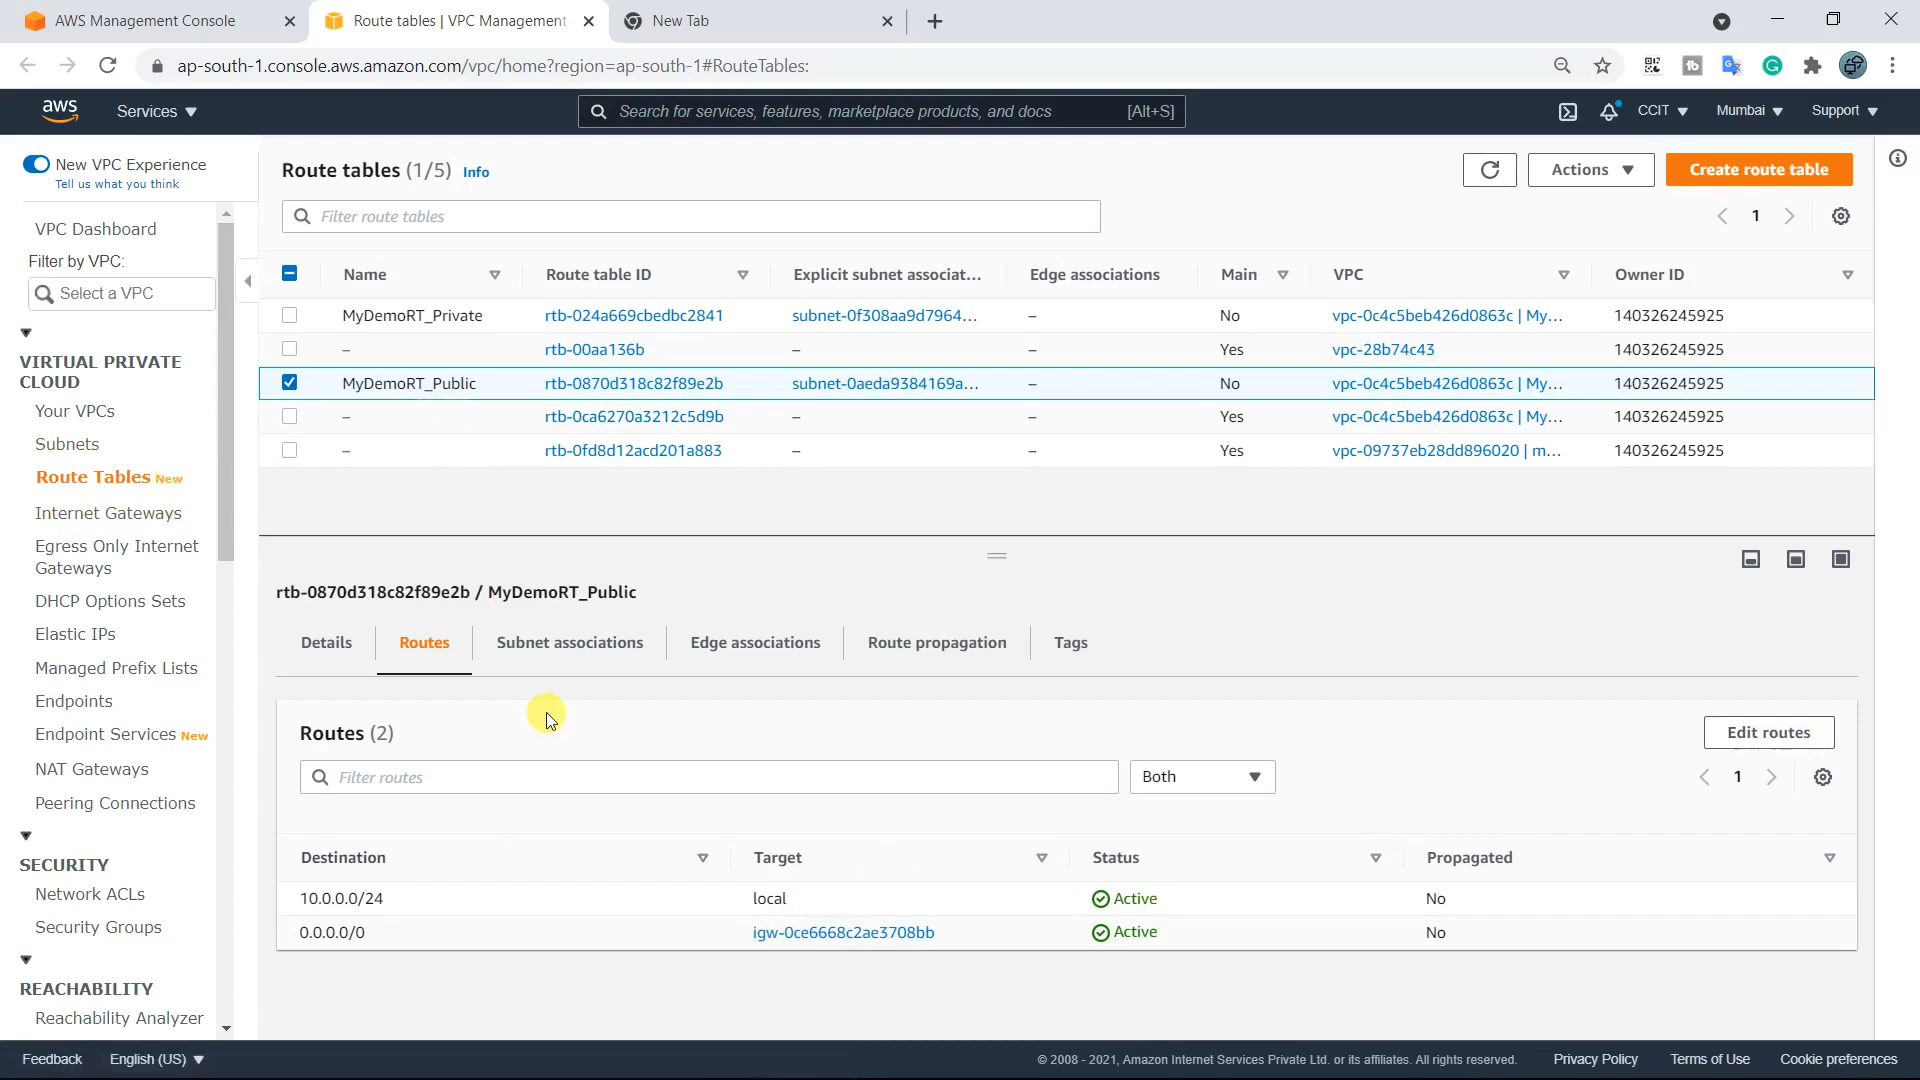 AWS Management Console
Route tables | VPC Management
New Tab
ap-south-1.console.aws.amazon.com/vpc/home?region=ap-south-1#RouteTables:
aws
Services
Search for services, features, marketplace products, and docs [Alt+S]
CCIT
Mumbai
Support
New VPC Experience
Tell us what you think
VPC Dashboard
Filter by VPC:
Select a VPC
VIRTUAL PRIVATE
CLOUD
Your VPCs
Subnets
Route Tables New
Internet Gateways
Egress Only Internet
Gateways
DHCP Options Sets
Elastic IPs
Managed Prefix Lists
Endpoints
Endpoint Services New
NAT Gateways
Peering Connections
SECURITY
Network ACLs
Security Groups
REACHABILITY
Reachability Analyzer
Route tables (1/5) Info
Actions
Create route table
Filter route tables
1
Name Route table ID Explicit subnet associat... Edge associations Main VPC Owner ID
MyDemoRT_Private rtb-024a669cbedbc2841 subnet-0f308aa9d7964... – No vpc-0c4c5beb426d0863c | My... 140326245925
– rtb-00aa136b – – Yes vpc-28b74c43 140326245925
MyDemoRT_Public rtb-0870d318c82f89e2b subnet-0aeda9384169a... – No vpc-0c4c5beb426d0863c | My... 140326245925
– rtb-0ca6270a3212c5d9b – – Yes vpc-0c4c5beb426d0863c | My... 140326245925
– rtb-0fd8d12acd201a883 – – Yes vpc-09737eb28dd896020 | m... 140326245925
rtb-0870d318c82f89e2b / MyDemoRT_Public
Details
Routes
Subnet associations
Edge associations
Route propagation
Tags
Routes (2)
Edit routes
Filter routes
Both
1
Destination Target Status Propagated
10.0.0.0/24 local Active No
0.0.0.0/0 igw-0ce6668c2ae3708bb Active No
Feedback
English (US)
© 2008 - 2021, Amazon Internet Services Private Ltd. or its affiliates. All rights reserved.
Privacy Policy
Terms of Use
Cookie preferences